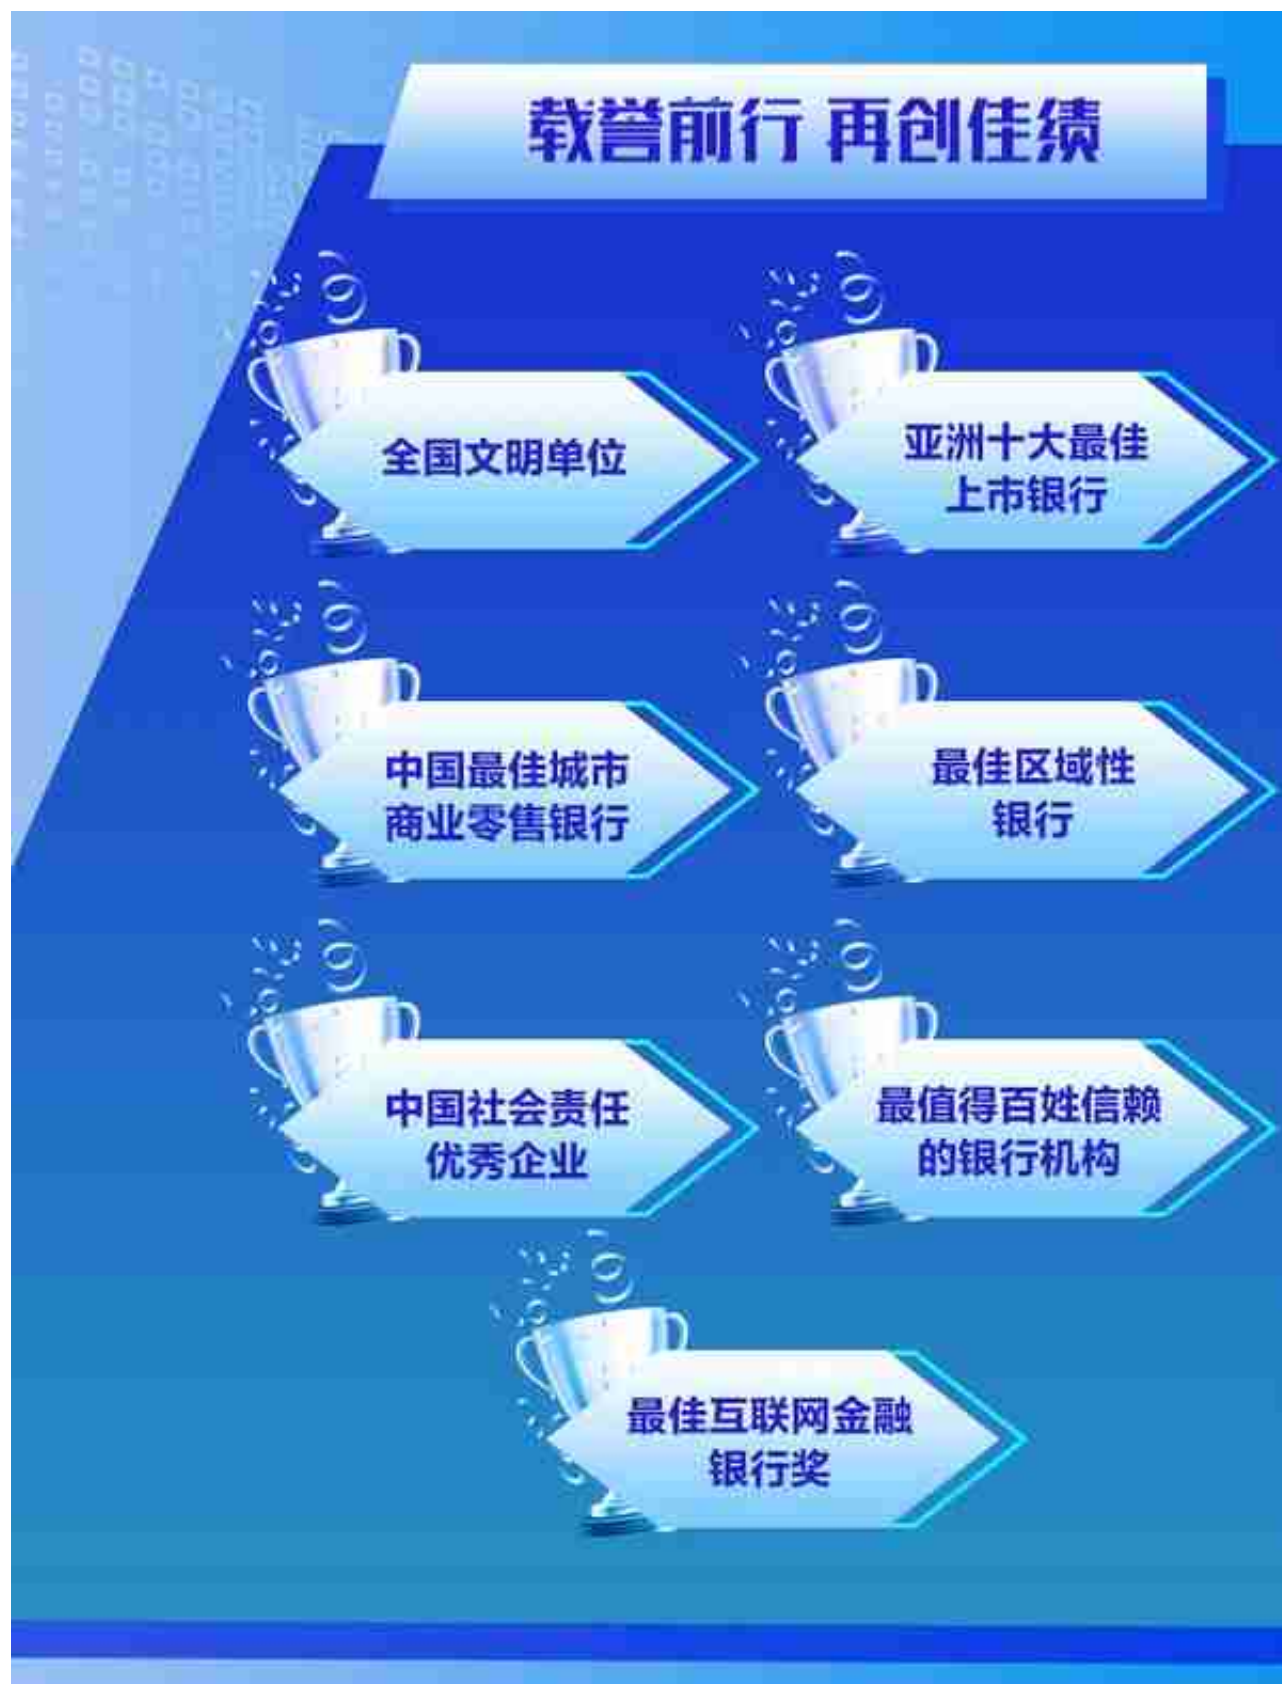 载誉前行 再创佳绩
全国文明单位
亚洲十大最佳
上市银行
中国最佳城市
商业零售银行
最佳区域性
银行
中国社会责任
优秀企业
最值得百姓信赖
的银行机构
最佳互联网金融
银行奖